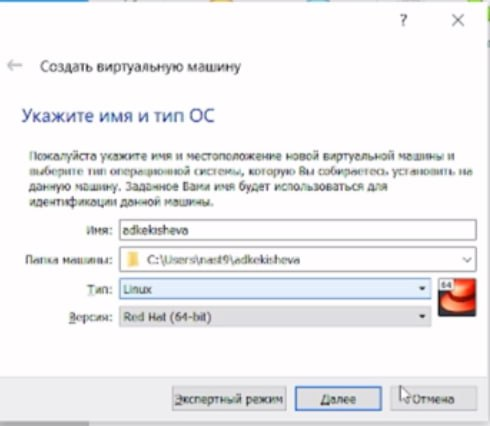 ?
Создать виртуальную машину
Укажите имя и тип ОС
Пожалуйста укажите имя и местоположение новой виртуальной машины и
выберите тип операционной системы, которую Вы собираетесь установить на
данную машину. Заданное Вами имя будет использоваться для
идентификации данной машины.
Имя: adkekisheva
Папка машины: C:\Users\nast9\adkekisheva
Тип: Linux
64
Версия: Red Hat (64-bit)
Экспертный режим Далее Отмена